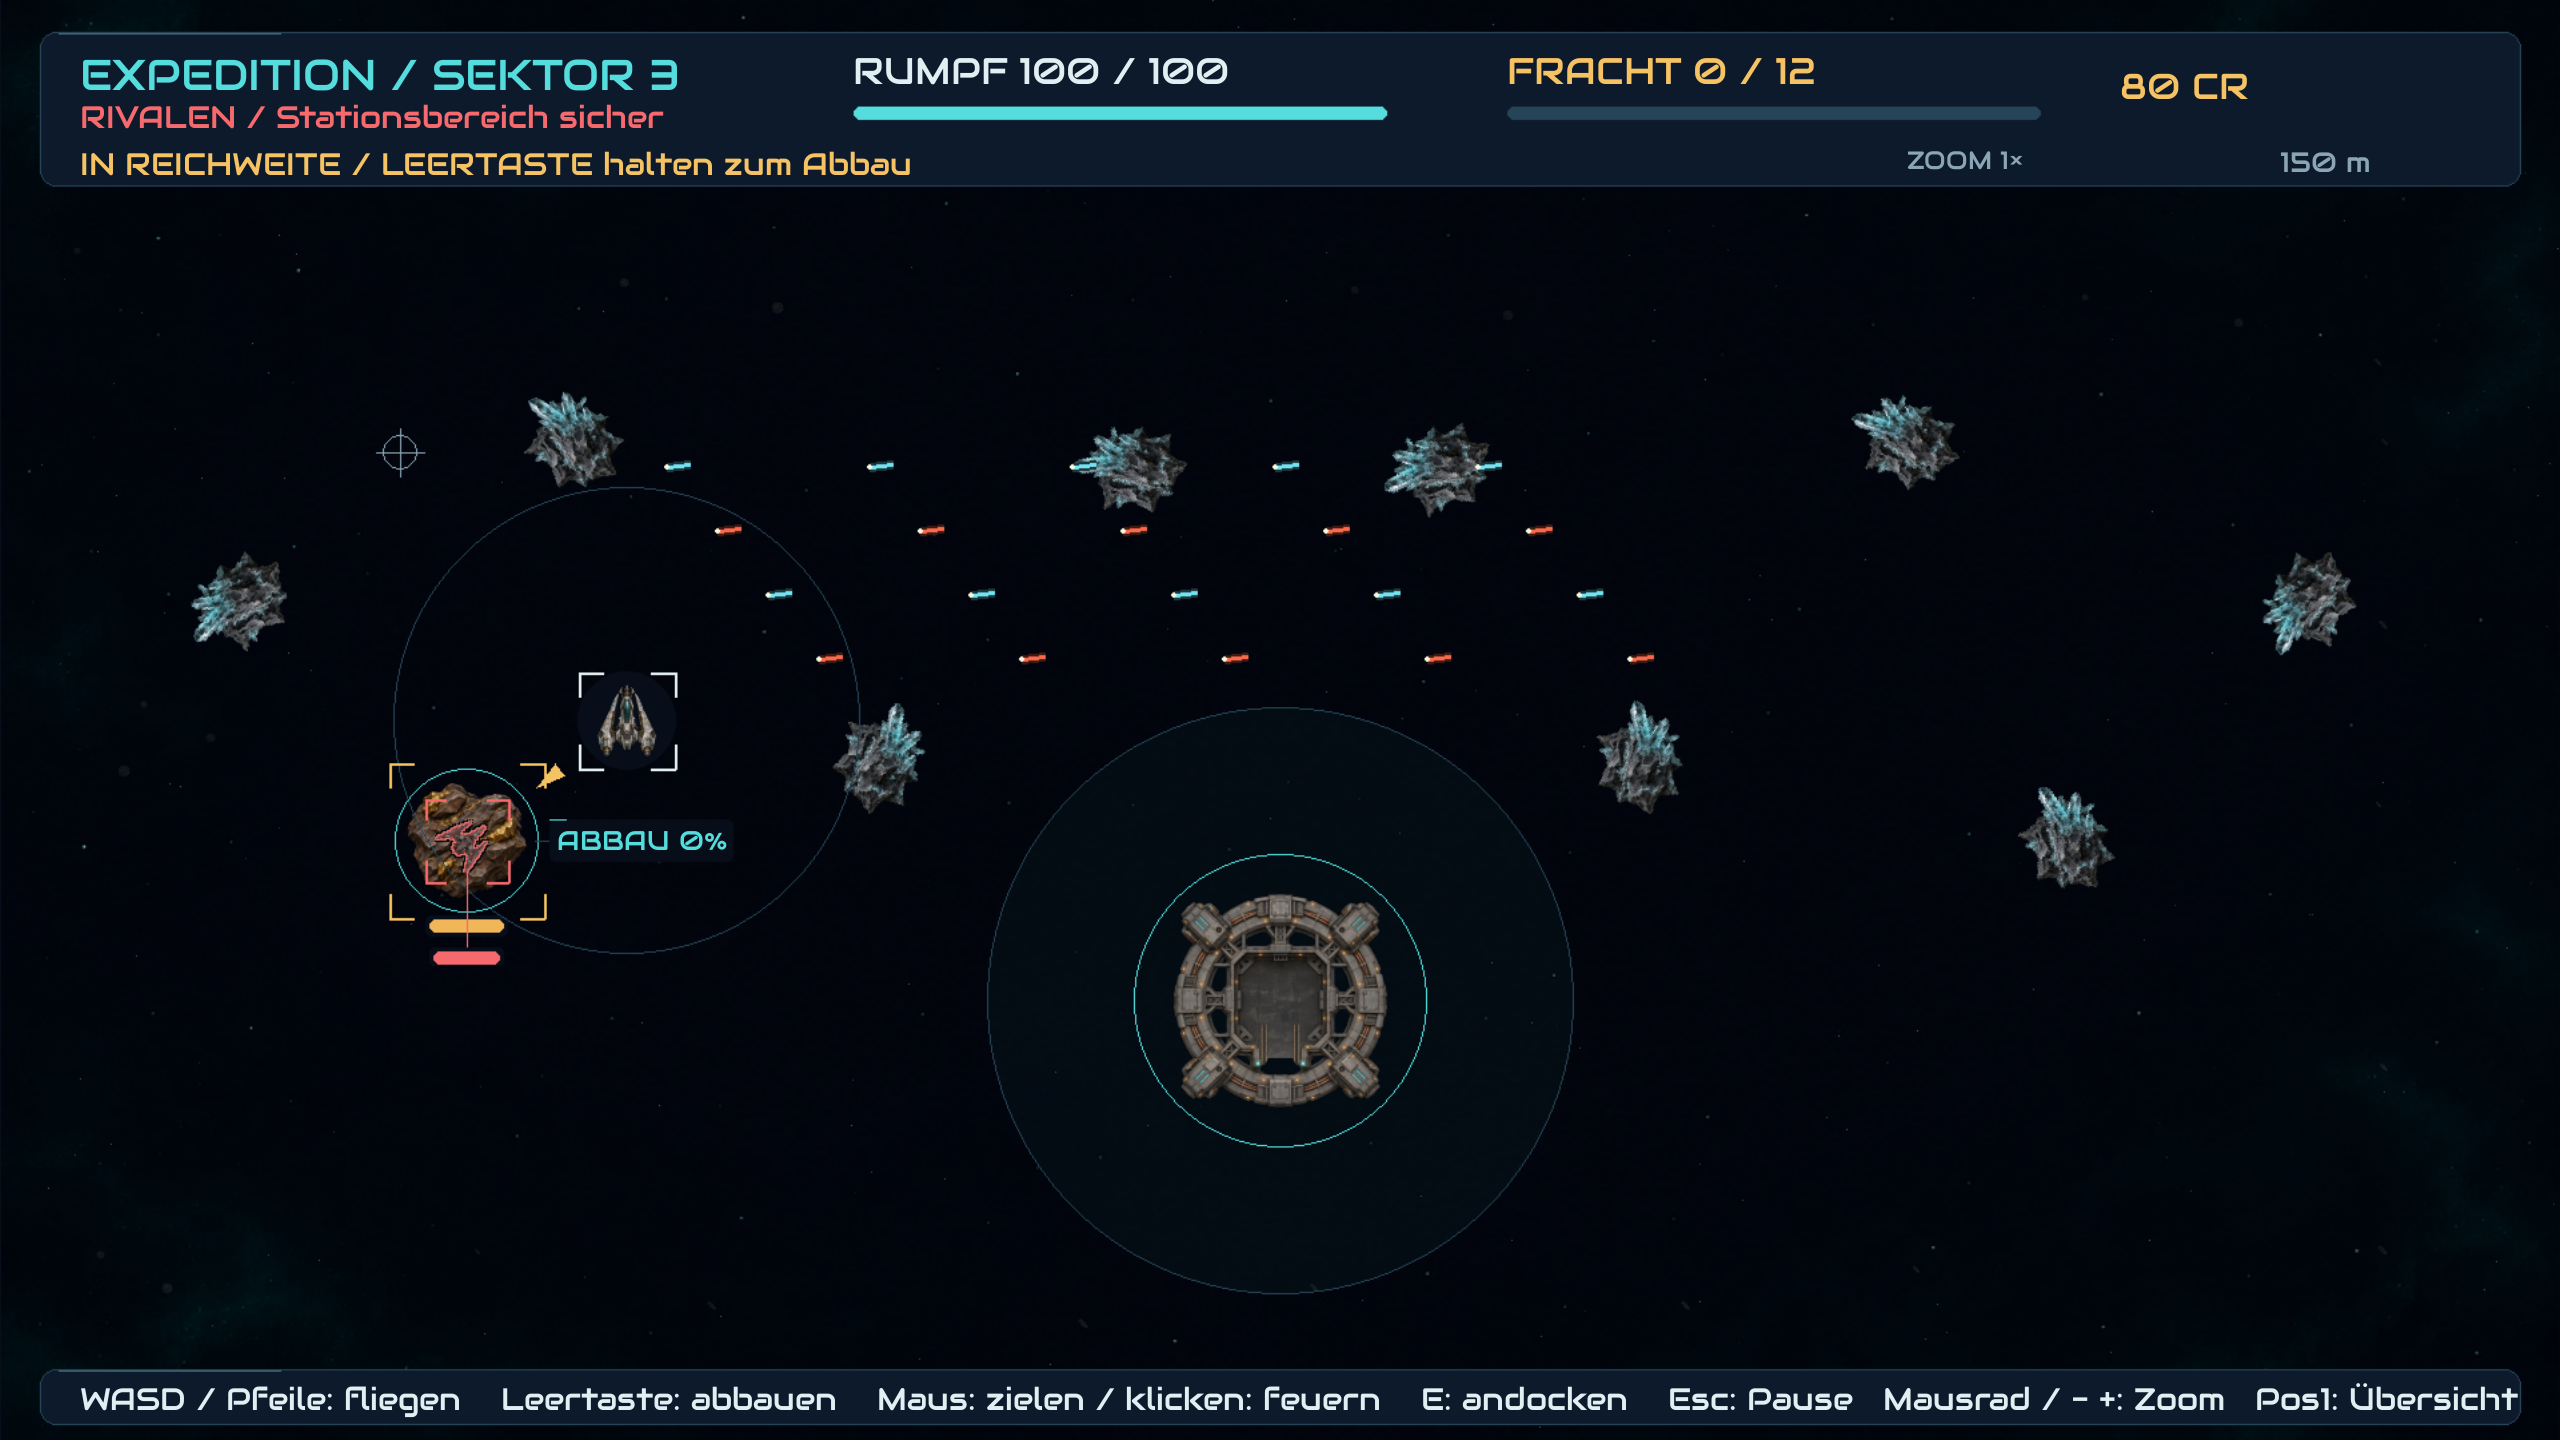 EXPEDITION / SEKTOR 3
RIVALEN / Stationsbereich sicher
IN REICHWEITE / LEERTASTE halten zum Abbau
RUMPF 100 / 100
FRACHT 0 / 12
80 CR
ZOOM 1×
150 m
ABBAU 0%
WASD / Pfeile: fliegen Leertaste: abbauen Maus: zielen / klicken: feuern E: andocken Esc: Pause Mausrad / - +: Zoom Pos1: Übersicht